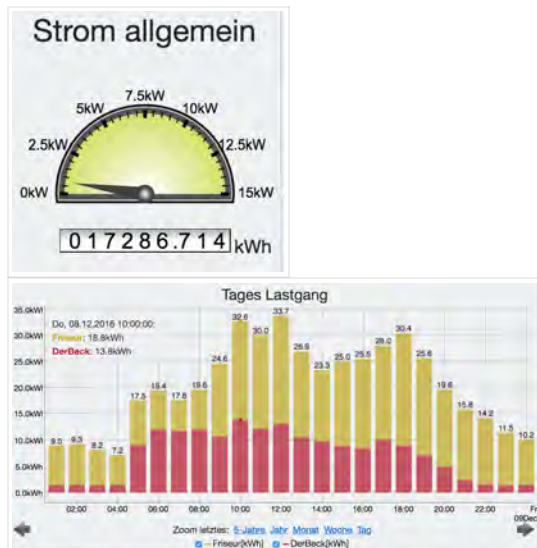 Strom allgemein
7.5kW
5kW 10kW
2.5kW 12.5kW
0kW 15kW
017286.714 kWh
Tages Lastgang
35.0kWh
Do, 08.12.2016 10:00:00:
Friseur: 18.8kWh
DerBeck: 13.8kWh
30.0kWh
25.0kWh
20.0kWh
15.0kWh
10.0kWh
5.0kWh
0.0kWh
9.0 9.3 8.2 7.2 17.5 19.4 17.8 19.6 24.6 32.6 30.0 33.7 26.9 23.3 25.0 25.5 28.0 30.4 25.6 19.6 15.8 14.2 11.5 10.2
02:00 04:00 06:00 08:00 10:00 12:00 14:00 16:00 18:00 20:00 22:00
09Dec
Zoom letztes: 5-Jahre Jahr Monat Woche Tag
Friseur[kWh] DerBeck[kWh]